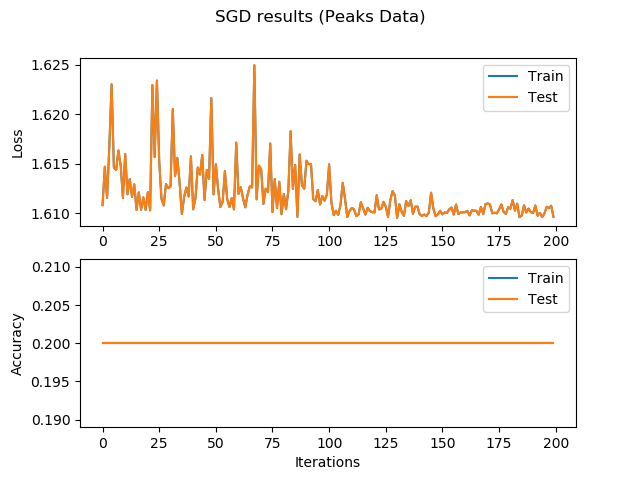 SGD results (Peaks Data)
1.625
1.620
1.615
1.610
Loss
Train
Test
0 25 50 75 100 125 150 175 200
0.210
0.205
0.200
0.195
0.190
Accuracy
Train
Test
0 25 50 75 100 125 150 175 200
Iterations